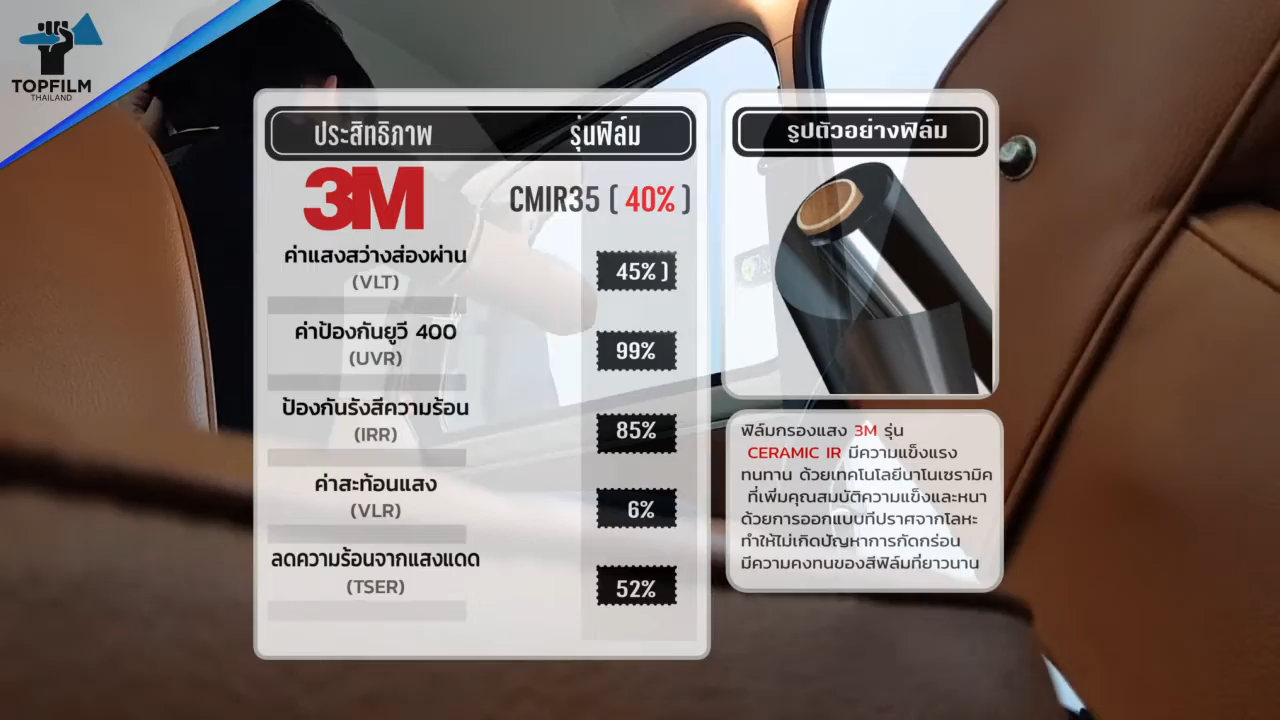 TOPFILM
THAILAND
ประสิทธิภาพ รุ่นฟิล์ม
3M CMIR35 ( 40% )
ค่าแสงสว่างส่องผ่าน
(VLT)
45% )
ค่าป้องกันยูวี 400
(UVR)
99%
ป้องกันรังสีความร้อน
(IRR)
85%
ค่าสะท้อนแสง
(VLR)
6%
ลดความร้อนจากแสงแดด
(TSER)
52%
รูปตัวอย่างฟิล์ม
ฟิล์มกรองแสง 3M รุ่น
CERAMIC IR มีความแข็งแรง
ทนทาน ด้วยเทคโนโลยีนาโนเซรามิค
ที่เพิ่มคุณสมบัติความแข็งและหนา
ด้วยการออกแบบที่ปราศจากโลหะ
ทำให้ไม่เกิดปัญหาการกัดกร่อน
มีความคงทนของสีฟิล์มที่ยาวนาน